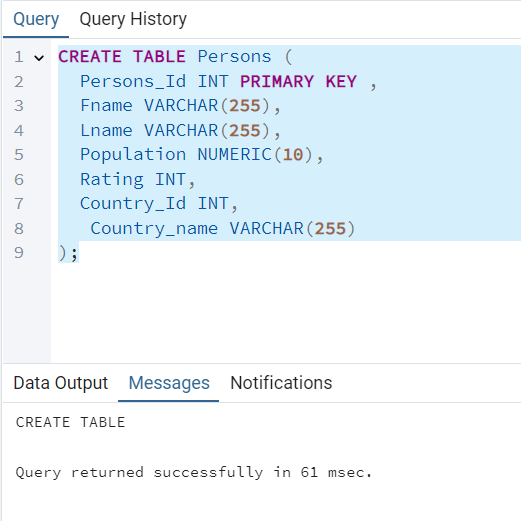 Query Query History
1 CREATE TABLE Persons (
2 Persons_Id INT PRIMARY KEY ,
3 Fname VARCHAR(255),
4 Lname VARCHAR(255),
5 Population NUMERIC(10),
6 Rating INT,
7 Country_Id INT,
8 Country_name VARCHAR(255)
9 );
Data Output Messages Notifications
CREATE TABLE
Query returned successfully in 61 msec.